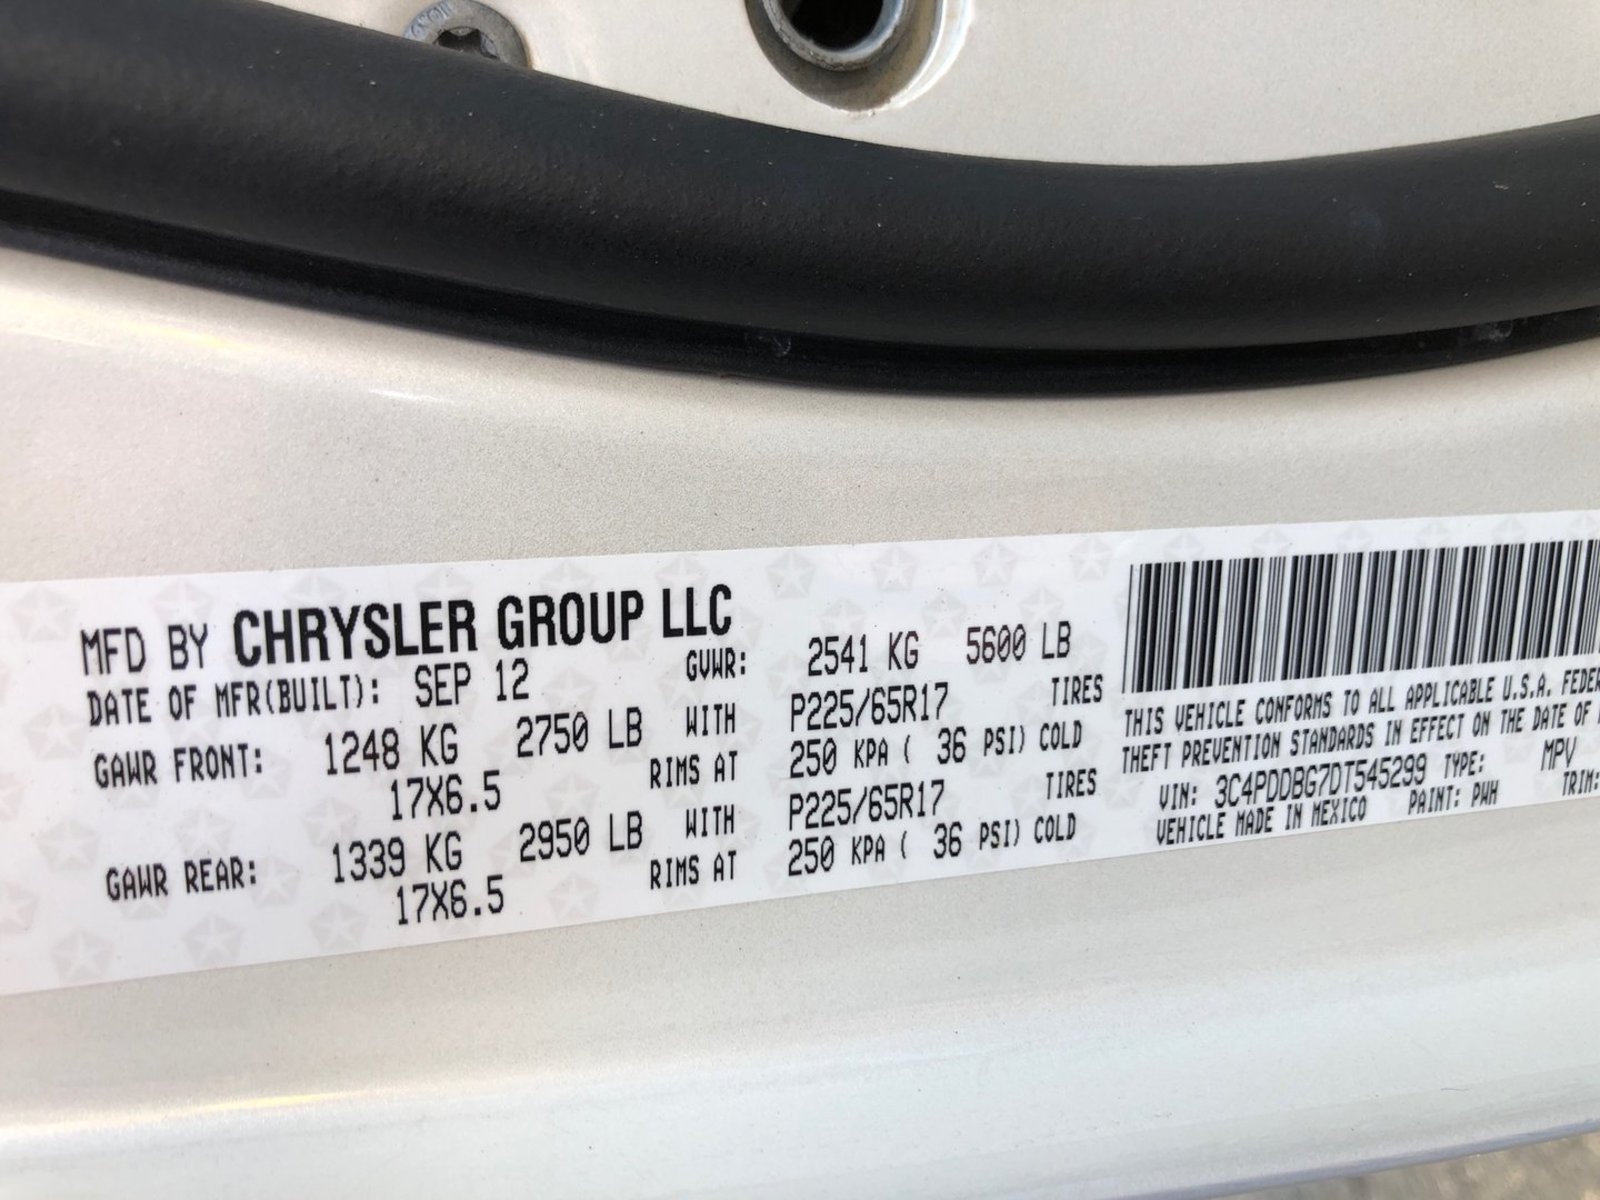 MFD BY CHRYSLER GROUP LLC
DATE OF MFR(BUILT): SEP 12 GVWR: 2541 KG 5600 LB
GAWR FRONT: 1248 KG 2750 LB WITH P225/65R17 TIRES
17X6.5 RIMS AT 250 KPA ( 36 PSI) COLD
GAWR REAR: 1339 KG 2950 LB WITH P225/65R17 TIRES
17X6.5 RIMS AT 250 KPA ( 36 PSI) COLD
THIS VEHICLE CONFORMS TO ALL APPLICABLE U.S.A. FEDER
THEFT PREVENTION STANDARDS IN EFFECT ON THE DATE OF
VIN: 3C4PDDBG7DT545299 TYPE: MPV
VEHICLE MADE IN MEXICO PAINT: PWH TRIM: